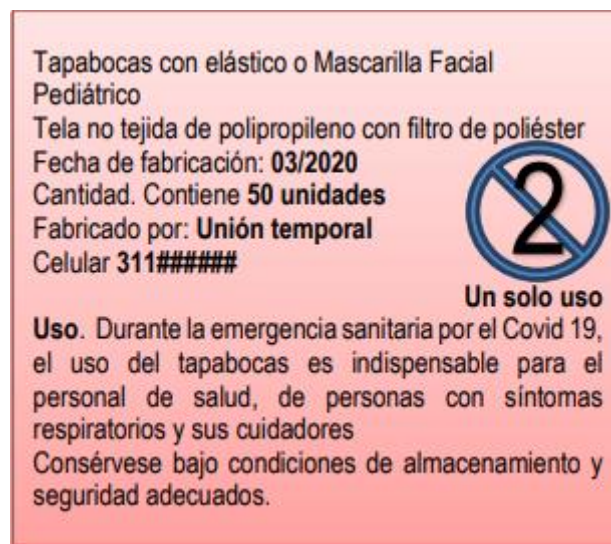 Tapabocas con elástico o Mascarilla Facial
Pediátrico
Tela no tejida de polipropileno con filtro de poliéster
Fecha de fabricación: 03/2020
Cantidad. Contiene 50 unidades
Fabricado por: Unión temporal
Celular 311######
2
Un solo uso
Uso. Durante la emergencia sanitaria por el Covid 19,
el uso del tapabocas es indispensable para el
personal de salud, de personas con síntomas
respiratorios y sus cuidadores
Consérvese bajo condiciones de almacenamiento y
seguridad adecuados.